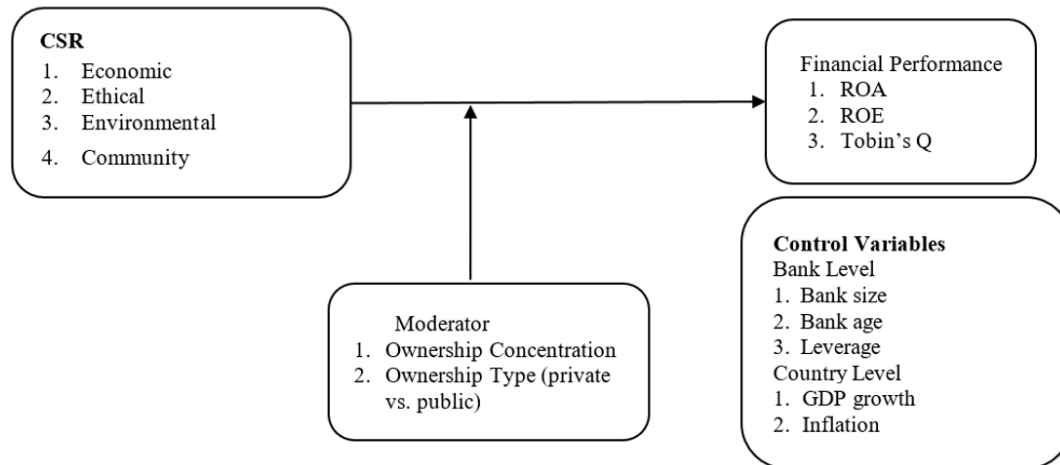 CSR
1. Economic
2. Ethical
3. Environmental
4. Community
Financial Performance
1. ROA
2. ROE
3. Tobin’s Q
Moderator
1. Ownership Concentration
2. Ownership Type (private
vs. public)
Control Variables
Bank Level
1. Bank size
2. Bank age
3. Leverage
Country Level
1. GDP growth
2. Inflation